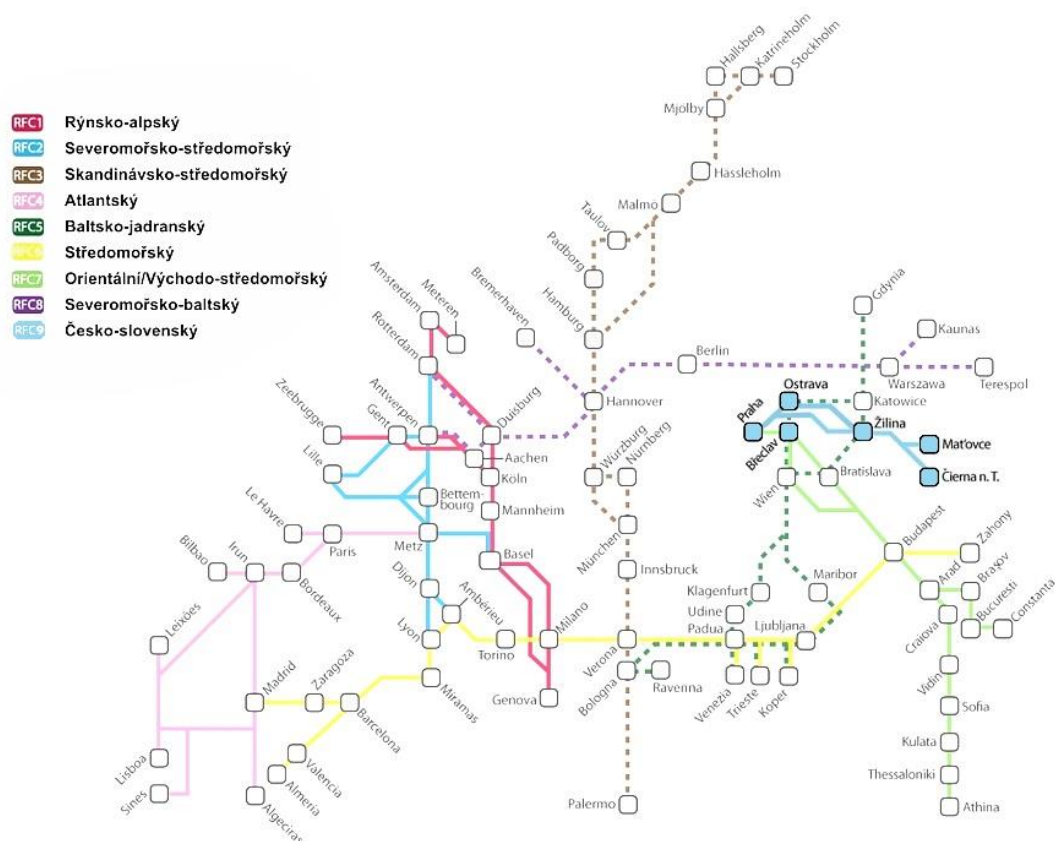 Hallsberg
Katrineholm
Stockholm
Mjölby
RFC1 Rýnsko-alpský
RFC2 Severomořsko-středomořský
RFC3 Skandinávsko-středomořský
RFC4 Atlantský
RFC5 Baltsko-jadranský
RFC6 Středomořský
RFC7 Orientální/Východo-středomořský
RFC8 Severomořsko-baltský
RFC9 Česko-slovenský
Hassleholm
Malmo
Taulov
Padborg
Hamburg
Bremerhaven
Amsterdam
Meteren
Rotterdam
Gdynia
Kaunas
Berlin
Warszawa
Terespol
Hannover
Ostrava
Katowice
Zeebrugge
Antwerpen
Gent
Duisburg
Praha
Břeclav
Žilina
Maťovce
Čierna n. T.
Lille
Aachen
Köln
Würzburg
Nürnberg
Wien
Bratislava
Bettem-
bourg
Mannheim
Le Havre
Paris
Metz
Basel
München
Budapest
Zahony
Bilbao
Irun
Bordeaux
Dijon
Ambérieu
Innsbruck
Klagenfurt
Maribor
Arad
Braşov
Bucuresti
Constanta
Leixões
Lyon
Torino
Milano
Verona
Udine
Padua
Ljubljana
Craiova
Madrid
Zaragoza
Barcelona
Miramas
Genova
Bologna
Ravenna
Venezia
Trieste
Koper
Vidin
Sofia
Lisboa
Sines
Algeciras
Valencia
Almeria
Palermo
Kulata
Thessaloniki
Athina